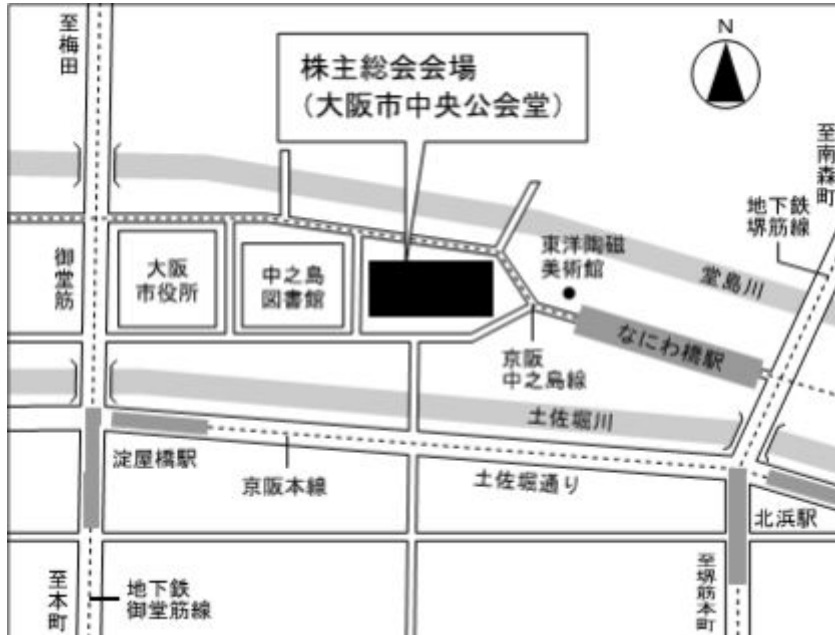 至梅田
株主総会会場
（大阪市中央公会堂）
N
至南森町
地下鉄
堺筋線
御堂筋
大阪
市役所
中之島
図書館
東洋陶磁
美術館
堂島川
なにわ橋駅
京阪
中之島線
土佐堀川
淀屋橋駅
京阪本線
土佐堀通り
北浜駅
至本町
地下鉄
御堂筋線
至堺筋本町